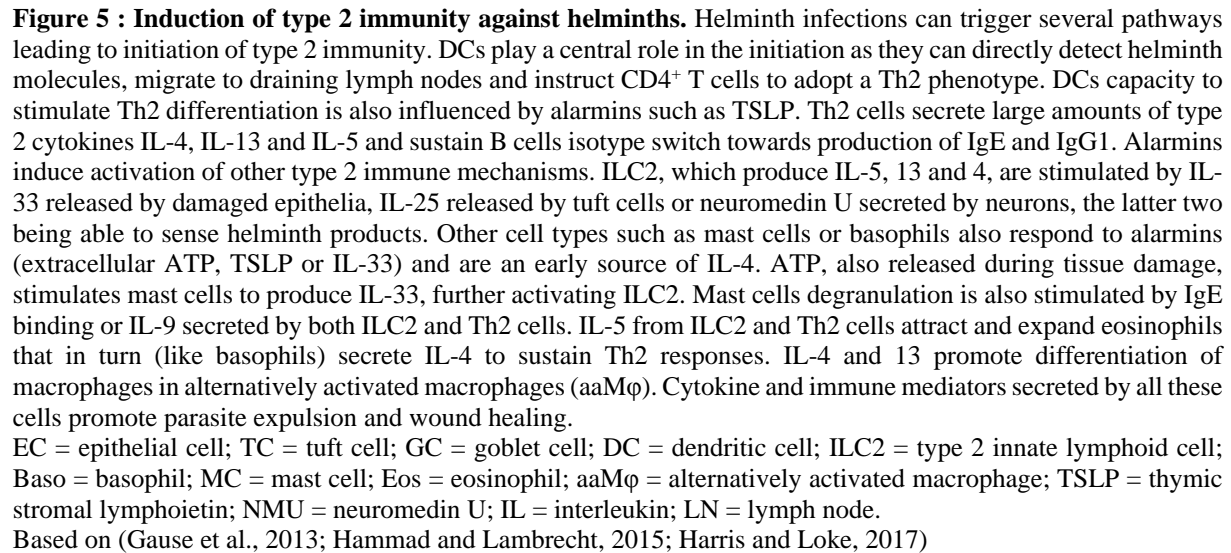 Figure 5 : Induction of type 2 immunity against helminths. Helminth infections can trigger several pathways
leading to initiation of type 2 immunity. DCs play a central role in the initiation as they can directly detect helminth
molecules, migrate to draining lymph nodes and instruct CD4⁺ T cells to adopt a Th2 phenotype. DCs capacity to
stimulate Th2 differentiation is also influenced by alarmins such as TSLP. Th2 cells secrete large amounts of type
2 cytokines IL-4, IL-13 and IL-5 and sustain B cells isotype switch towards production of IgE and IgG1. Alarmins
induce activation of other type 2 immune mechanisms. ILC2, which produce IL-5, 13 and 4, are stimulated by IL-
33 released by damaged epithelia, IL-25 released by tuft cells or neuromedin U secreted by neurons, the latter two
being able to sense helminth products. Other cell types such as mast cells or basophils also respond to alarmins
(extracellular ATP, TSLP or IL-33) and are an early source of IL-4. ATP, also released during tissue damage,
stimulates mast cells to produce IL-33, further activating ILC2. Mast cells degranulation is also stimulated by IgE
binding or IL-9 secreted by both ILC2 and Th2 cells. IL-5 from ILC2 and Th2 cells attract and expand eosinophils
that in turn (like basophils) secrete IL-4 to sustain Th2 responses. IL-4 and 13 promote differentiation of
macrophages in alternatively activated macrophages (aaMφ). Cytokine and immune mediators secreted by all these
cells promote parasite expulsion and wound healing.
EC = epithelial cell; TC = tuft cell; GC = goblet cell; DC = dendritic cell; ILC2 = type 2 innate lymphoid cell;
Baso = basophil; MC = mast cell; Eos = eosinophil; aaMφ = alternatively activated macrophage; TSLP = thymic
stromal lymphoietin; NMU = neuromedin U; IL = interleukin; LN = lymph node.
Based on (Gause et al., 2013; Hammad and Lambrecht, 2015; Harris and Loke, 2017)